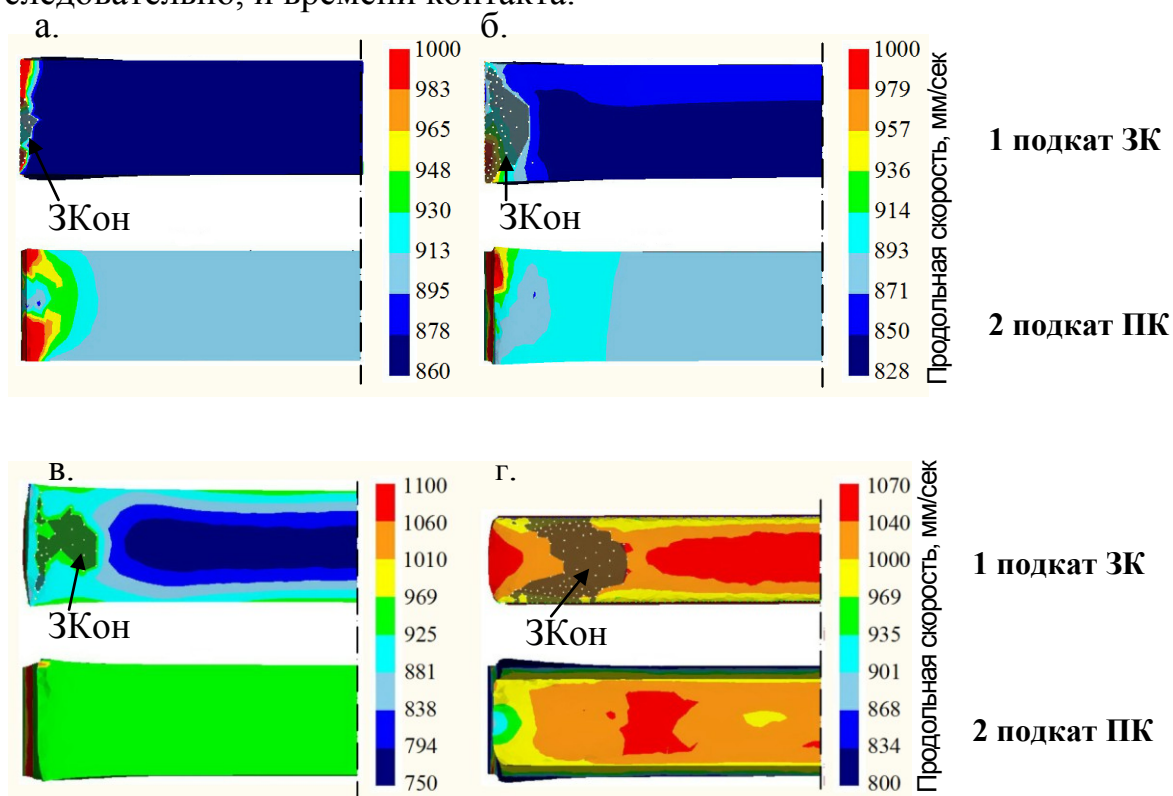 следовательно, и времени контакта.
а.
1000
983
965
948
930
913
895
878
860
ЗКон
б.
1000
979
957
936
914
893
871
850
828
ЗКон
Продольная скорость, мм/сек
1 подкат ЗК
2 подкат ПК
в.
1100
1060
1010
969
925
881
838
794
750
ЗКон
г.
1070
1040
1000
969
935
901
868
834
800
ЗКон
Продольная скорость, мм/сек
1 подкат ЗК
2 подкат ПК